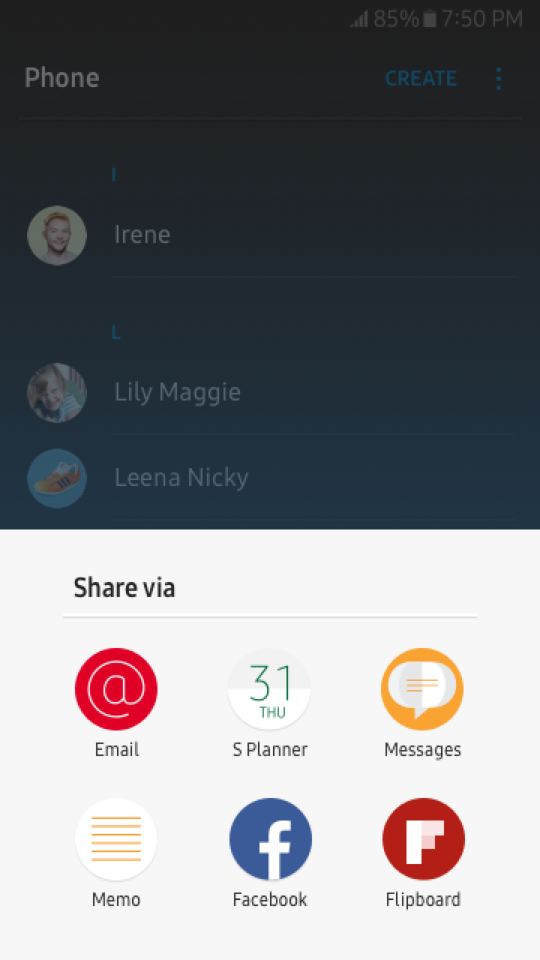 85% 7:50 PM
Phone CREATE
I
Irene
L
Lily Maggie
Leena Nicky
Share via
@ 31 THU
Email S Planner Messages
Memo Facebook Flipboard